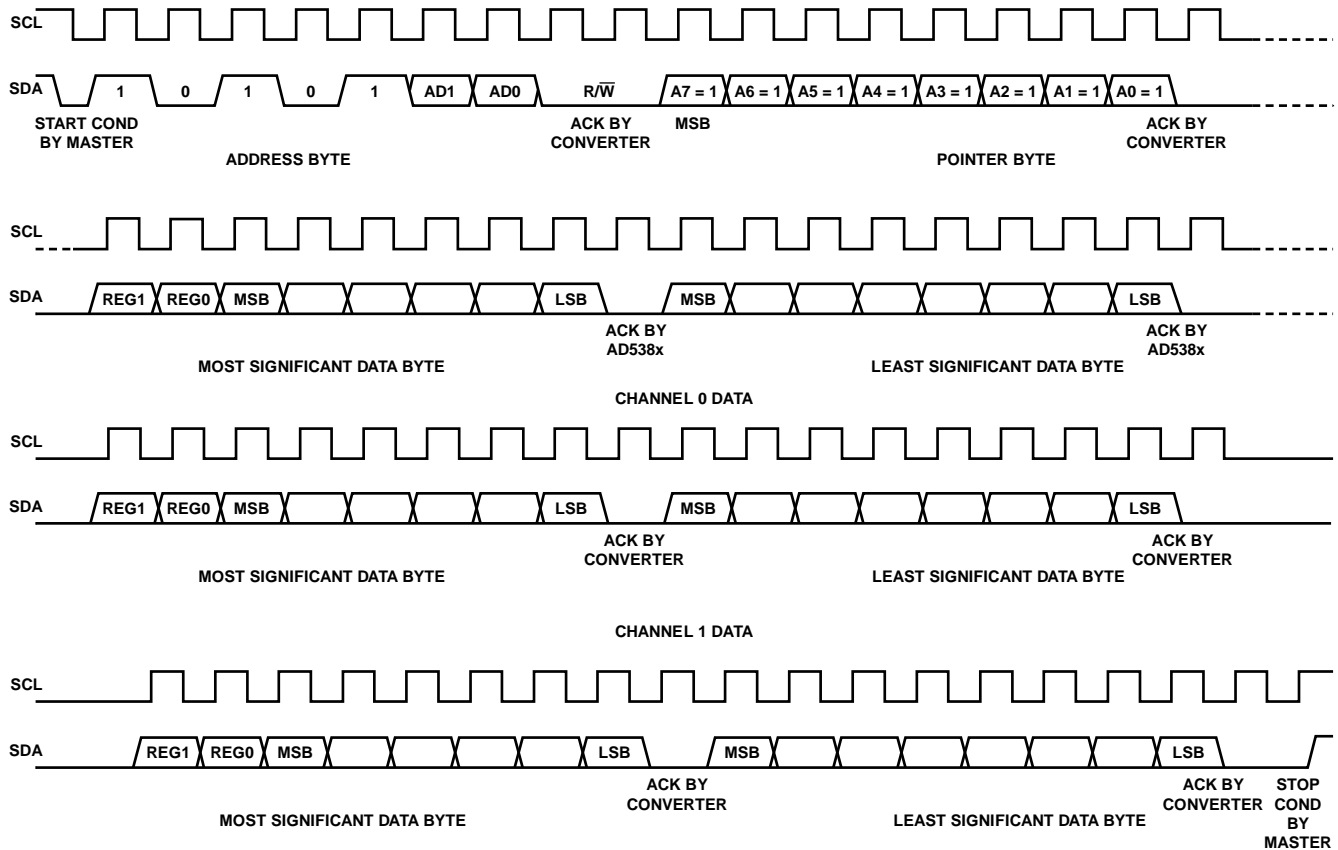 SCL
SDA 1 0 1 0 1 AD1 AD0 R/W̅ A7 = 1 A6 = 1 A5 = 1 A4 = 1 A3 = 1 A2 = 1 A1 = 1 A0 = 1
START COND
BY MASTER
ACK BY
CONVERTER
MSB
ACK BY
CONVERTER
ADDRESS BYTE
POINTER BYTE
SCL
SDA REG1 REG0 MSB LSB MSB LSB
ACK BY
AD538x
ACK BY
AD538x
MOST SIGNIFICANT DATA BYTE
LEAST SIGNIFICANT DATA BYTE
CHANNEL 0 DATA
SCL
SDA REG1 REG0 MSB LSB MSB LSB
ACK BY
CONVERTER
ACK BY
CONVERTER
MOST SIGNIFICANT DATA BYTE
LEAST SIGNIFICANT DATA BYTE
CHANNEL 1 DATA
SCL
SDA REG1 REG0 MSB LSB MSB LSB
ACK BY
CONVERTER
ACK BY
CONVERTER
STOP
COND
BY
MASTER
MOST SIGNIFICANT DATA BYTE
LEAST SIGNIFICANT DATA BYTE